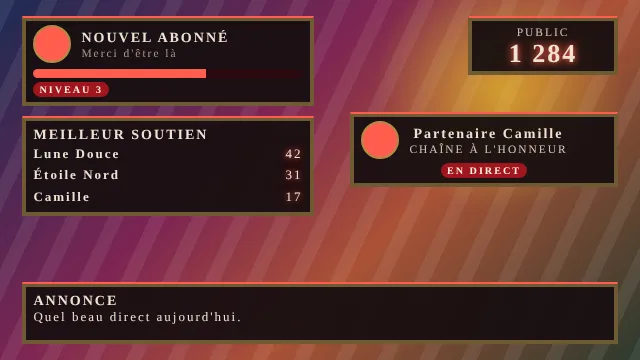 NOUVEL ABONNÉ
Merci d'être là
NIVEAU 3
PUBLIC
1 284
MEILLEUR SOUTIEN
Lune Douce 42
Étoile Nord 31
Camille 17
Partenaire Camille
CHAÎNE À L'HONNEUR
EN DIRECT
ANNONCE
Quel beau direct aujourd'hui.